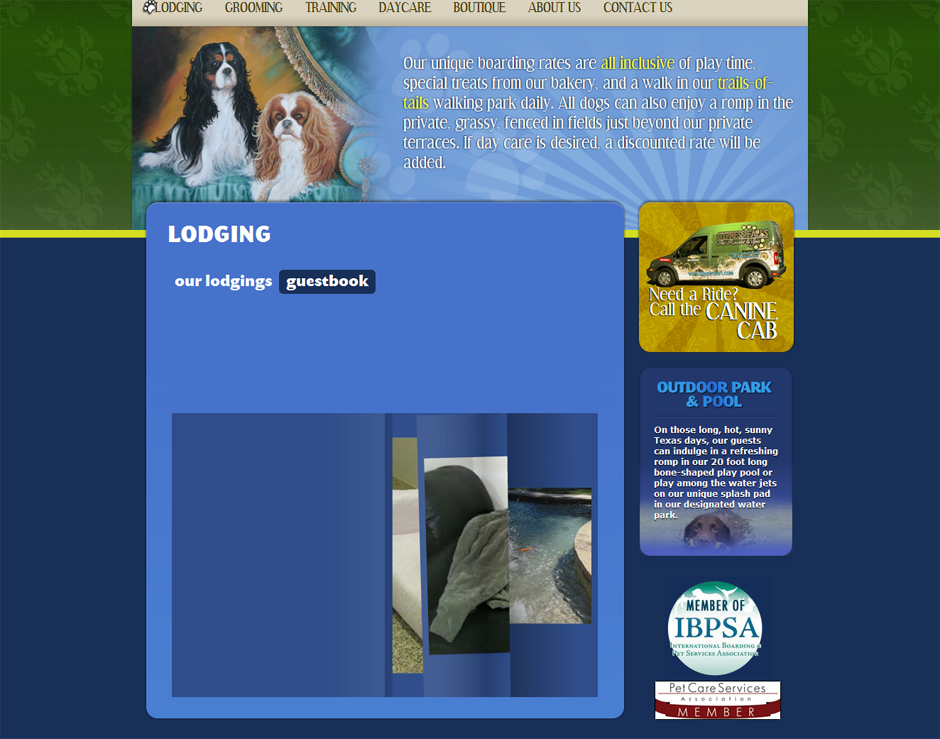 LODGING GROOMING TRAINING DAYCARE BOUTIQUE ABOUT US CONTACT US
Our unique boarding rates are all inclusive of play time,
special treats from our bakery, and a walk in our trails-of-
tails walking park daily. All dogs can also enjoy a romp in the
private, grassy, fenced in fields just beyond our private
terraces. If day care is desired, a discounted rate will be
added.
LODGING
our lodgings guestbook
Need a Ride?
Call the CANINE
CAB
OUTDOOR PARK
& POOL
On those long, hot, sunny
Texas days, our guests
can indulge in a refreshing
romp in our 20 foot long
bone-shaped play pool or
play among the water jets
on our unique splash pad
in our designated water
park.
MEMBER OF
IBPSA
INTERNATIONAL BOARDING &
PET SERVICES ASSOCIATION
Pet Care Services
Association
MEMBER